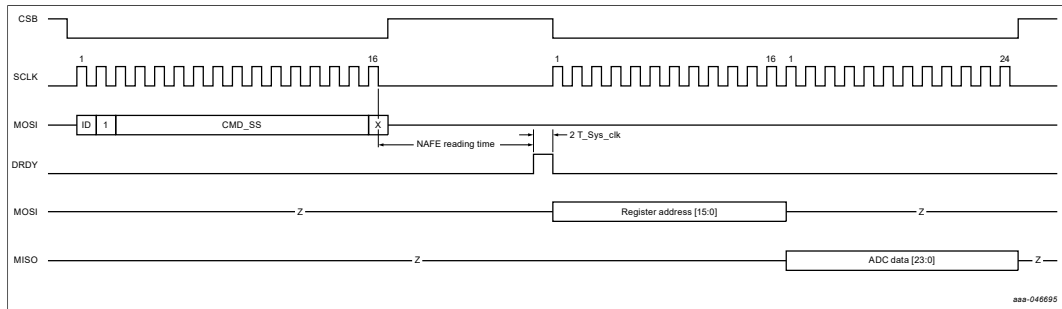 CSB
1 16 1 16 1 24
SCLK
MOSI ID 1 CMD_SS X
2 T_Sys_clk
NAFE reading time
DRDY
MOSI Z Register address [15:0] Z
MISO Z ADC data [23:0] Z
aaa-046695